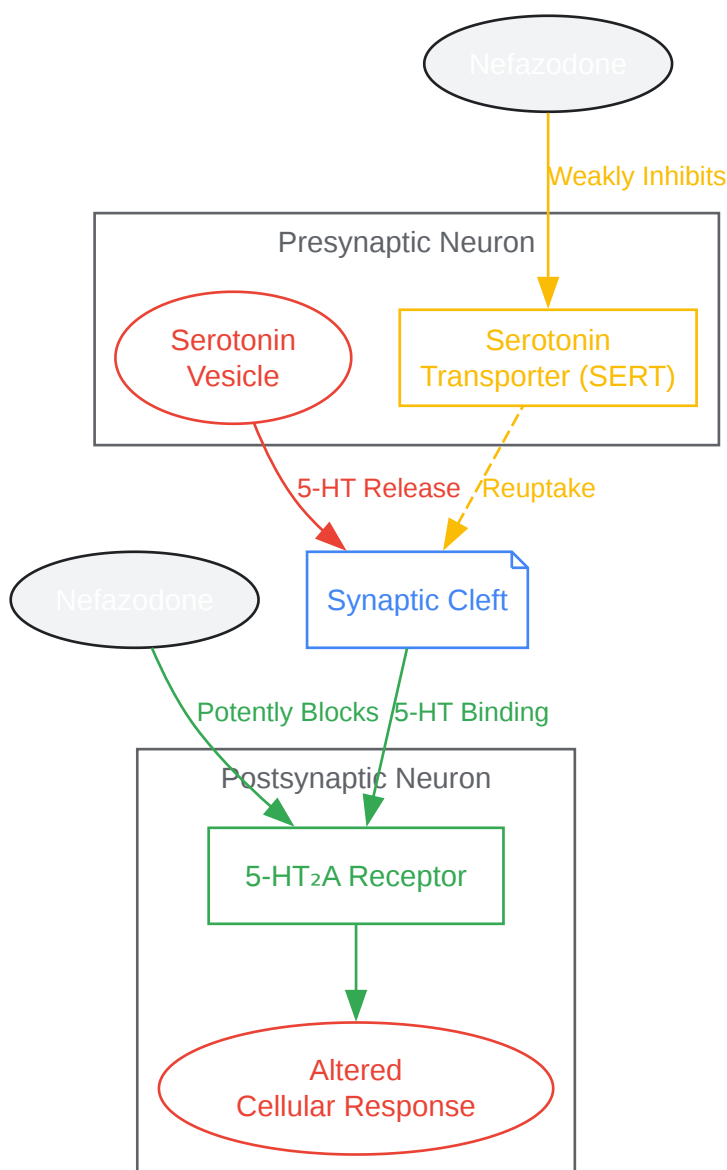 Nefazodone
Weakly Inhibits
Presynaptic Neuron
Serotonin
Vesicle
Serotonin
Transporter (SERT)
5-HT Release
Reuptake
Nefazodone
Synaptic Cleft
Potently Blocks
5-HT Binding
Postsynaptic Neuron
5-HT₂A Receptor
Altered
Cellular Response